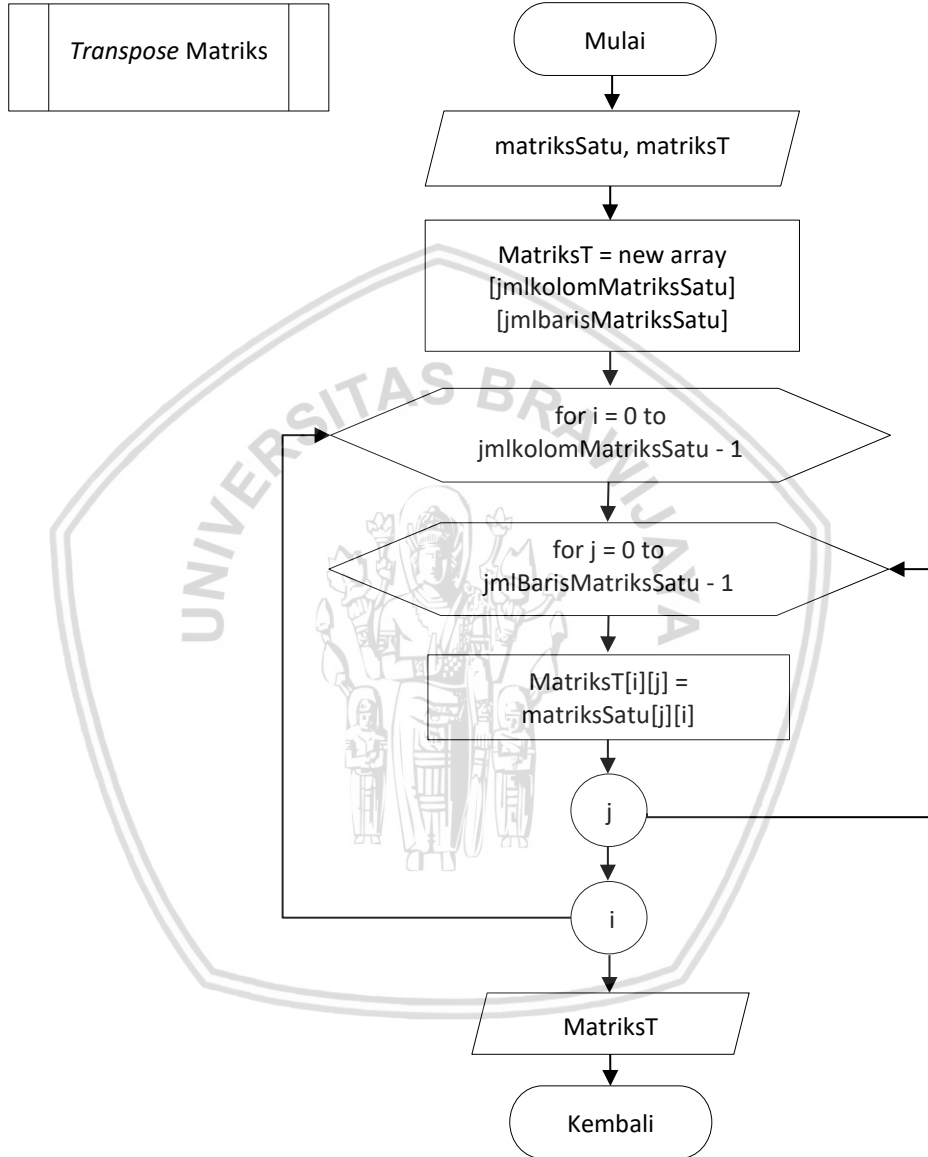 Transpose Matriks
Mulai
matriksSatu, matriksT
MatriksT = new array
[jmlkolomMatriksSatu]
[jmlbarisMatriksSatu]
UNIVERSITAS BRAWIJAYA
for i = 0 to
jmlkolomMatriksSatu - 1
for j = 0 to
jmlBarisMatriksSatu - 1
MatriksT[i][j] =
matriksSatu[j][i]
j
i
MatriksT
Kembali